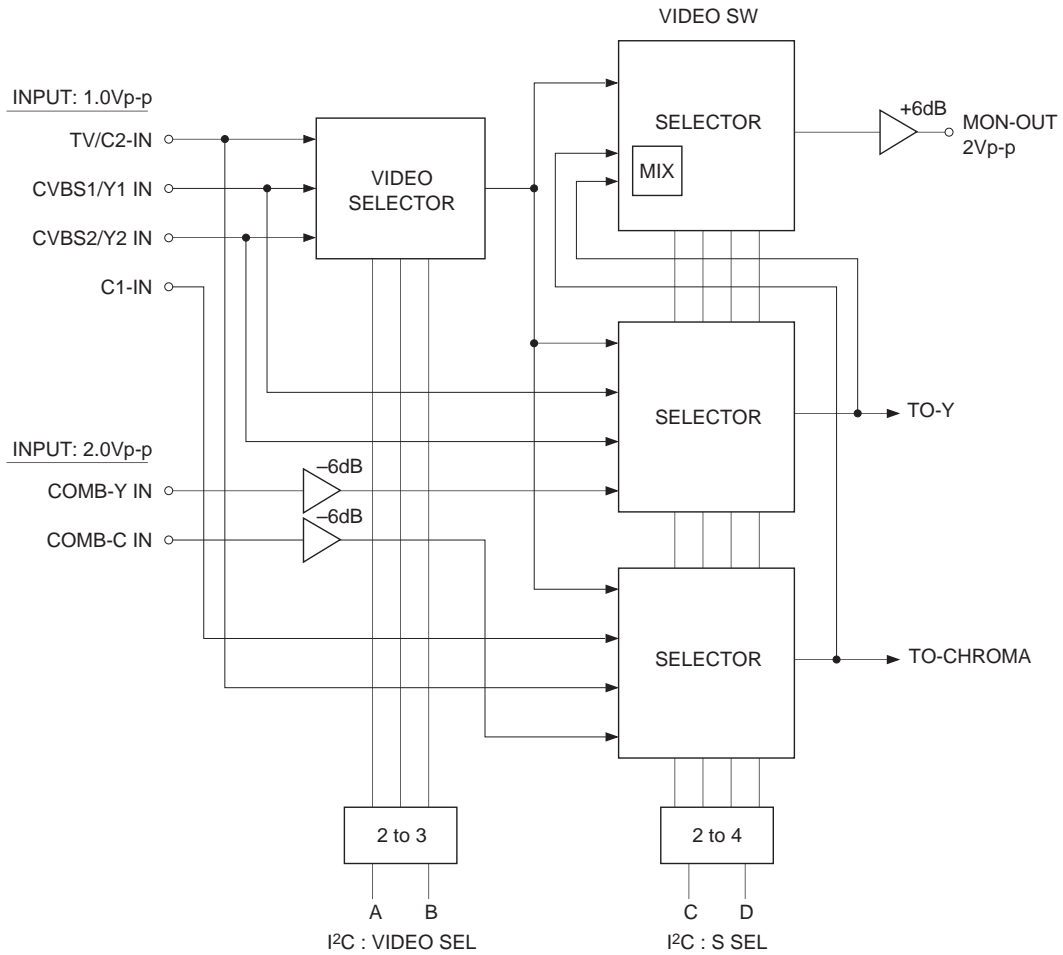 VIDEO SW
INPUT: 1.0Vp-p
TV/C2-IN
CVBS1/Y1 IN
CVBS2/Y2 IN
C1-IN
VIDEO
SELECTOR
SELECTOR
MIX
+6dB
MON-OUT
2Vp-p
SELECTOR
TO-Y
INPUT: 2.0Vp-p
COMB-Y IN
–6dB
COMB-C IN
–6dB
SELECTOR
TO-CHROMA
2 to 3
A B
I²C : VIDEO SEL
2 to 4
C D
I²C : S SEL